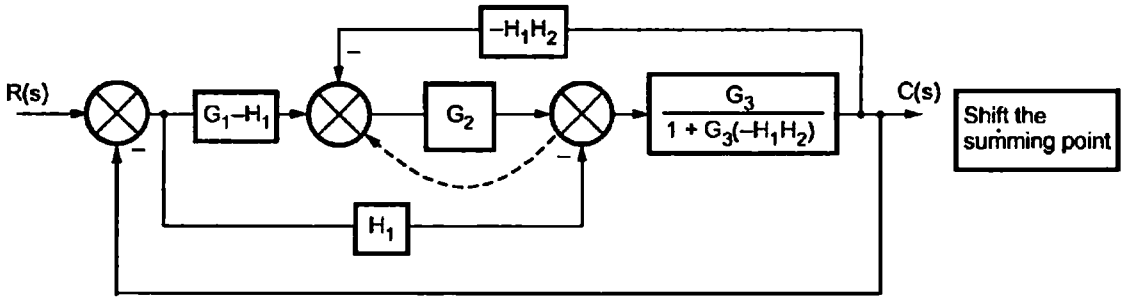 –H₁H₂
–
R(s)
G₁–H₁
G₂
G₃
1 + G₃(–H₁H₂)
C(s)
Shift the
summing point
–
–
H₁